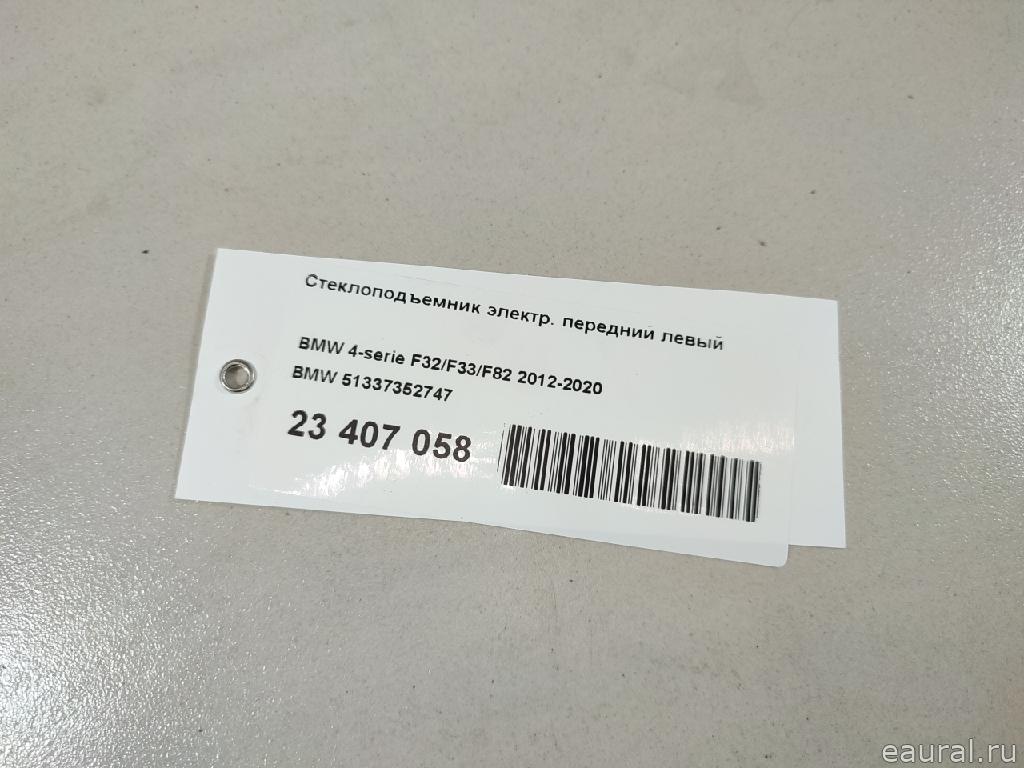 Стеклоподъемник электр. передний левый
BMW 4-serie F32/F33/F82 2012-2020
BMW 51337352747
23 407 058
eaural.ru